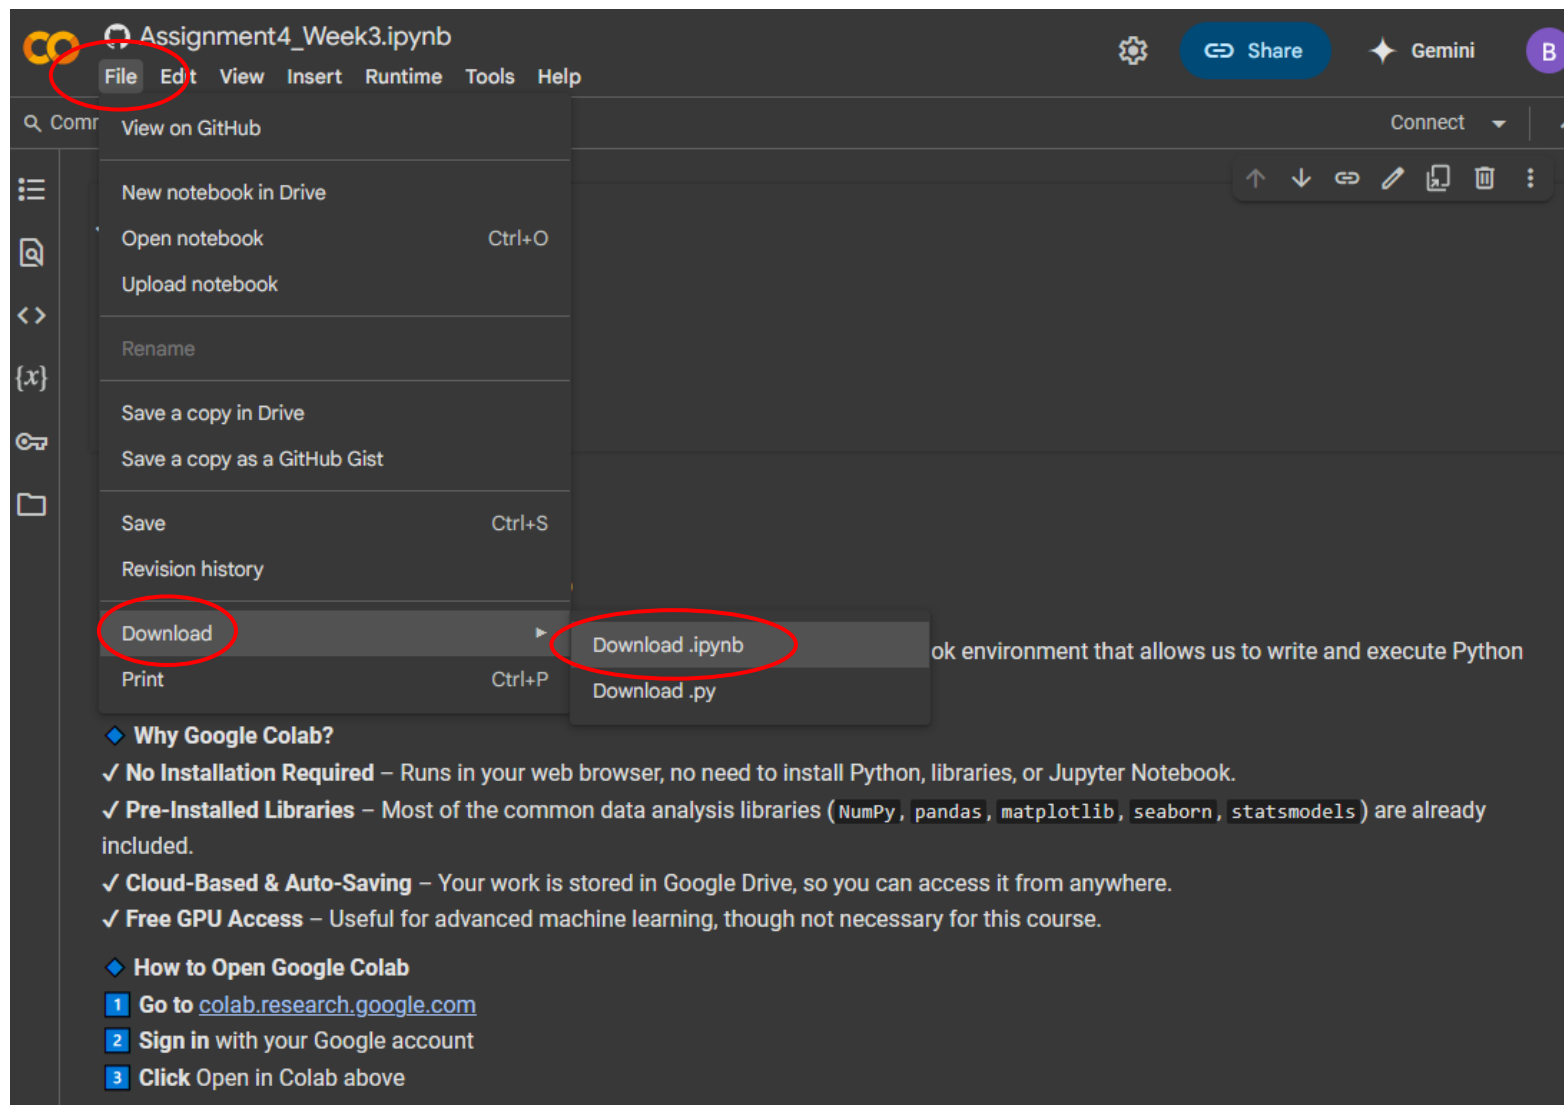 Assignment4_Week3.ipynb
Share
Gemini
B
File Edit View Insert Runtime Tools Help
Connect
View on GitHub
New notebook in Drive
Open notebook Ctrl+O
Upload notebook
Rename
{x}
Save a copy in Drive
Save a copy as a GitHub Gist
Save Ctrl+S
Revision history
Download
Download .ipynb
ok environment that allows us to write and execute Python
Print Ctrl+P
Download .py
Why Google Colab?
✓ No Installation Required – Runs in your web browser, no need to install Python, libraries, or Jupyter Notebook.
✓ Pre-Installed Libraries – Most of the common data analysis libraries (NumPy, pandas, matplotlib, seaborn, statsmodels) are already
included.
✓ Cloud-Based & Auto-Saving – Your work is stored in Google Drive, so you can access it from anywhere.
✓ Free GPU Access – Useful for advanced machine learning, though not necessary for this course.
How to Open Google Colab
1 Go to colab.research.google.com
2 Sign in with your Google account
3 Click Open in Colab above